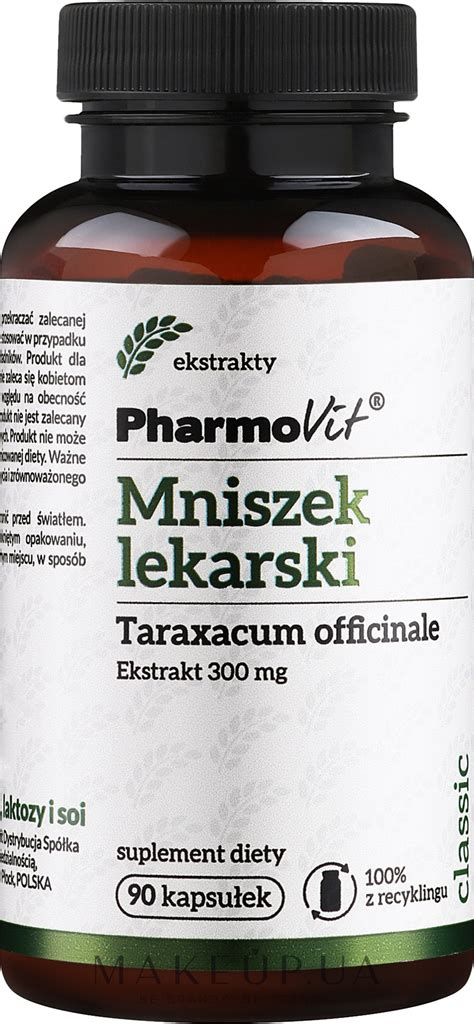 przekraczać zalecanej
stosować w przypadku
Produkt dla
zaleca się kobietom
względu na obecność
nie jest zalecany
Produkt nie może
diety. Ważne
i zrównoważonego
przed światłem.
opakowaniu,
miejscu, w sposób
laktozy i soi
Dystrybucja Spółka
Płock, POLSKA
ekstrakty
PharmoVit®
Mniszek
lekarski
Taraxacum officinale
Ekstrakt 300 mg
suplement diety
90 kapsułek
100%
z recyklingu
classic
MAKEUP.UA